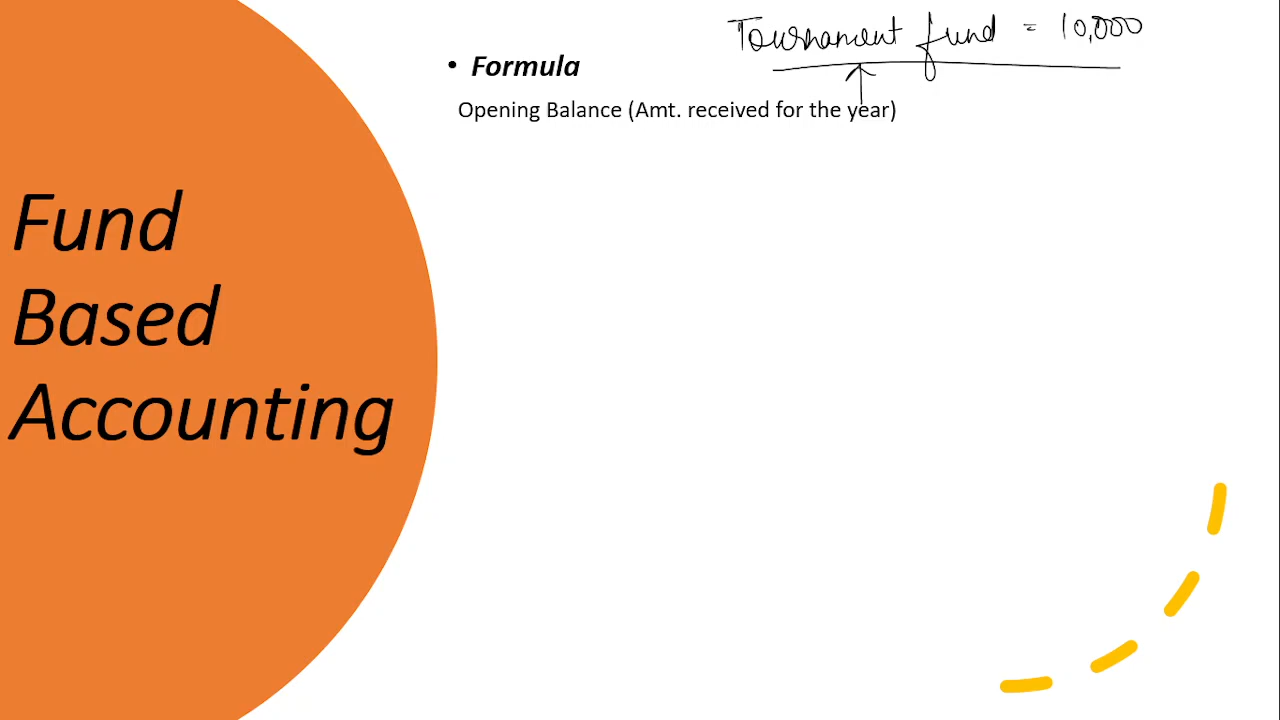 Fund
Based
Accounting
Tournament fund = 10,000
• Formula
Opening Balance (Amt. received for the year)